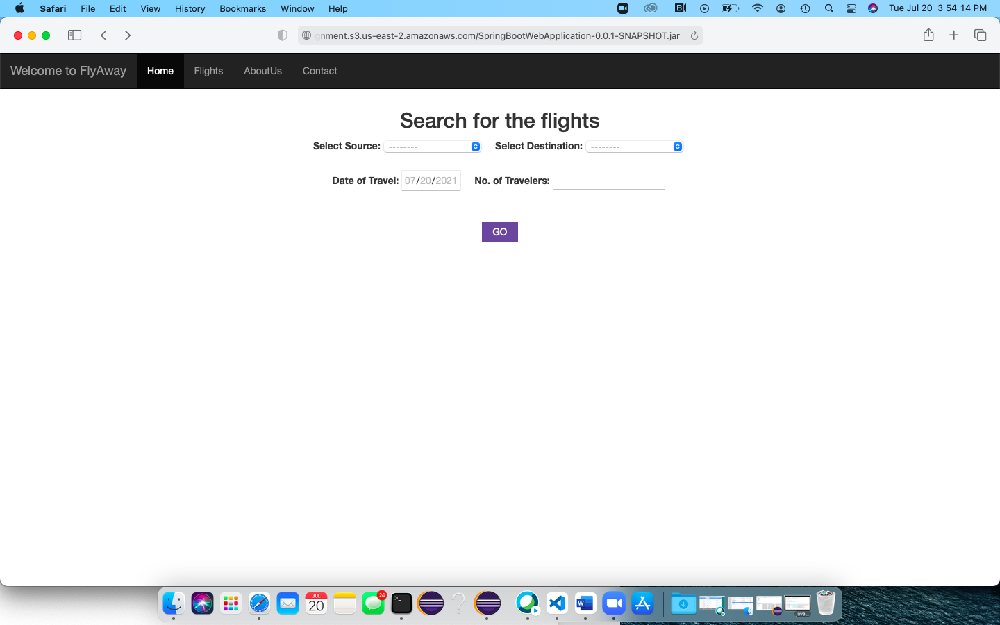 Safari File Edit View History Bookmarks Window Help Tue Jul 20 3 54 14 PM
gnment.s3.us-east-2.amazonaws.com/SpringBootWebApplication-0.0.1-SNAPSHOT.jar
Welcome to FlyAway Home Flights AboutUs Contact
Search for the flights
Select Source: -------- Select Destination: --------
Date of Travel: 07/20/2021 No. of Travelers:
GO
JUL
20
24
>_
W
java...